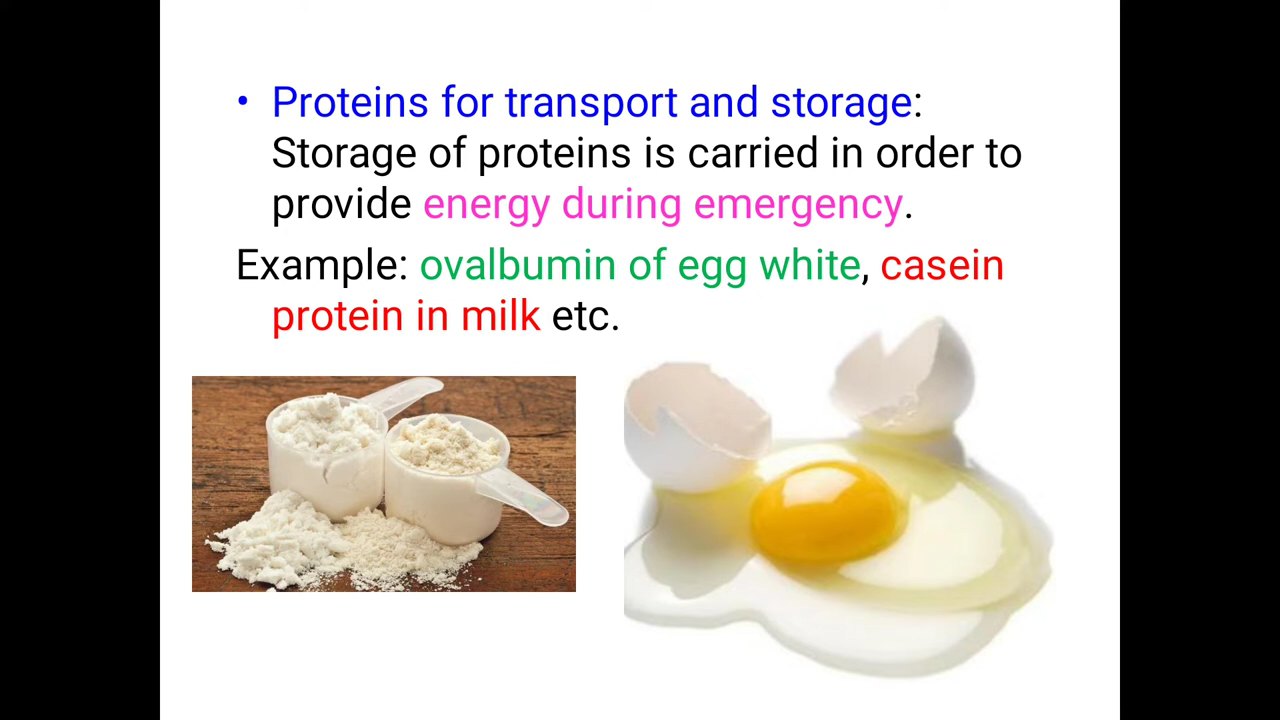 • Proteins for transport and storage:
Storage of proteins is carried in order to
provide energy during emergency.
Example: ovalbumin of egg white, casein
protein in milk etc.